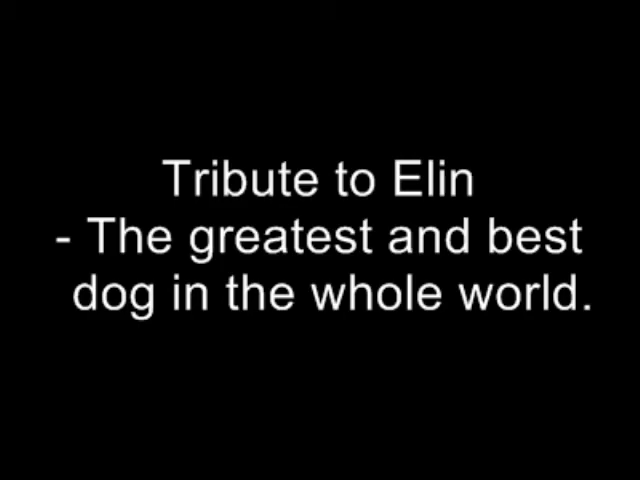 Tribute to Elin
- The greatest and best
dog in the whole world.